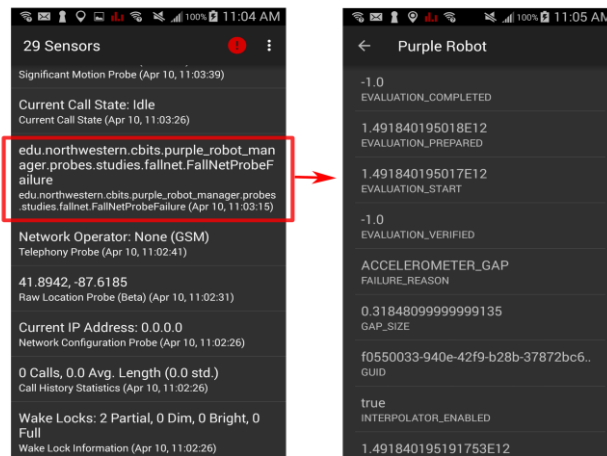 100% 11:04 AM
29 Sensors
Significant Motion Probe (Apr 10, 11:03:39)
Current Call State: Idle
Current Call State (Apr 10, 11:03:26)
edu.northwestern.cbits.purple_robot_man
ager.probes.studies.fallnet.FallNetProbeF
ailure
edu.northwestern.cbits.purple_robot_manager.probes
.studies.fallnet.FallNetProbeFailure (Apr 10, 11:03:15)
Network Operator: None (GSM)
Telephony Probe (Apr 10, 11:02:41)
41.8942, -87.6185
Raw Location Probe (Beta) (Apr 10, 11:02:31)
Current IP Address: 0.0.0.0
Network Configuration Probe (Apr 10, 11:02:26)
0 Calls, 0.0 Avg. Length (0.0 std.)
Call History Statistics (Apr 10, 11:02:26)
Wake Locks: 2 Partial, 0 Dim, 0 Bright, 0
Full
Wake Lock Information (Apr 10, 11:02:26)
100% 11:05 AM
Purple Robot
-1.0
EVALUATION_COMPLETED
1.491840195018E12
EVALUATION_PREPARED
1.491840195017E12
EVALUATION_START
-1.0
EVALUATION_VERIFIED
ACCELEROMETER_GAP
FAILURE_REASON
0.31848099999999135
GAP_SIZE
f0550033-940e-42f9-b28b-37872bc6..
GUID
true
INTERPOLATOR_ENABLED
1.491840195191753E12